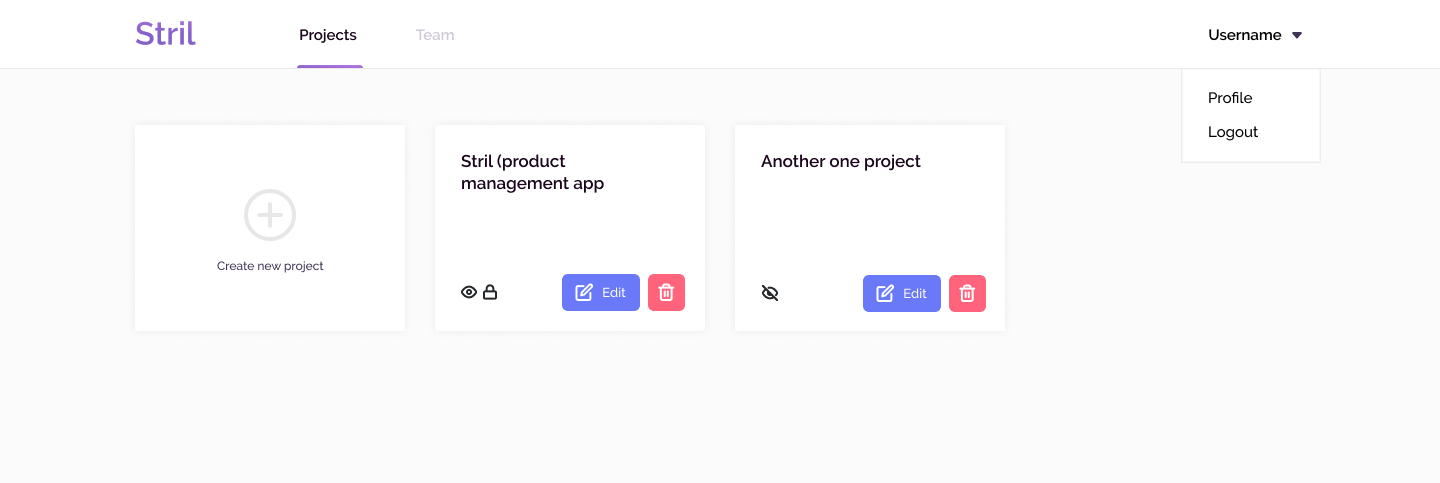 Stril
Projects
Team
Username
Profile
Logout
Create new project
Stril (product
management app
Edit
Another one project
Edit